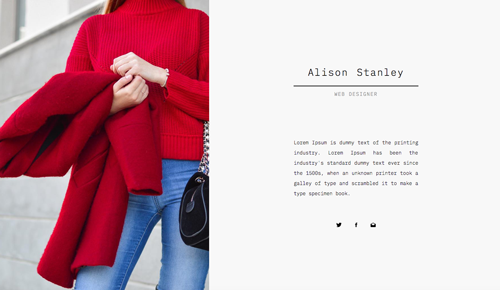 Alison Stanley
WEB DESIGNER
Lorem Ipsum is dummy text of the printing
industry. Lorem Ipsum has been the
industry's standard dummy text ever since
the 1500s, when an unknown printer took a
galley of type and scrambled it to make a
type specimen book.